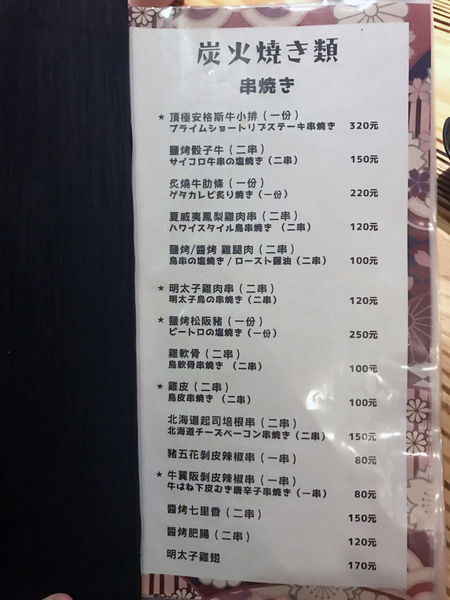 炭火焼き類
串焼き
★ 頂極安格斯牛小排（一份）
プライムショートリブステーキ串焼き 320元
鹽烤骰子牛（二串）
サイコロ牛串の塩焼き（二串） 150元
炙燒牛肋條（一份）
ゲタカレビ炙り焼き（一份） 220元
夏威夷鳳梨雞肉串（二串）
ハワイスタイル鳥串焼き（二串） 120元
鹽烤/醬烤 雞腿肉（二串）
鳥串の塩焼き/ロースト醤油（二串） 100元
★ 明太子雞肉串（二串）
明太子鳥の串焼き（二串） 120元
★ 鹽烤松阪豬（一份）
ピートロの塩焼き（一份） 250元
雞軟骨（二串）
鳥軟骨串焼き（二串） 100元
★ 雞皮（二串）
鳥皮串焼き（二串） 100元
北海道起司培根串（二串）
北海道チーズベーコン串焼き（二串） 150元
豬五花剝皮辣椒串（一串） 80元
★ 牛翼阪剝皮辣椒串（一串）
牛はね下皮むき唐辛子串焼き（一串） 80元
醬烤七里香（二串） 150元
醬烤肥腸（二串） 120元
明太子雞翅 170元